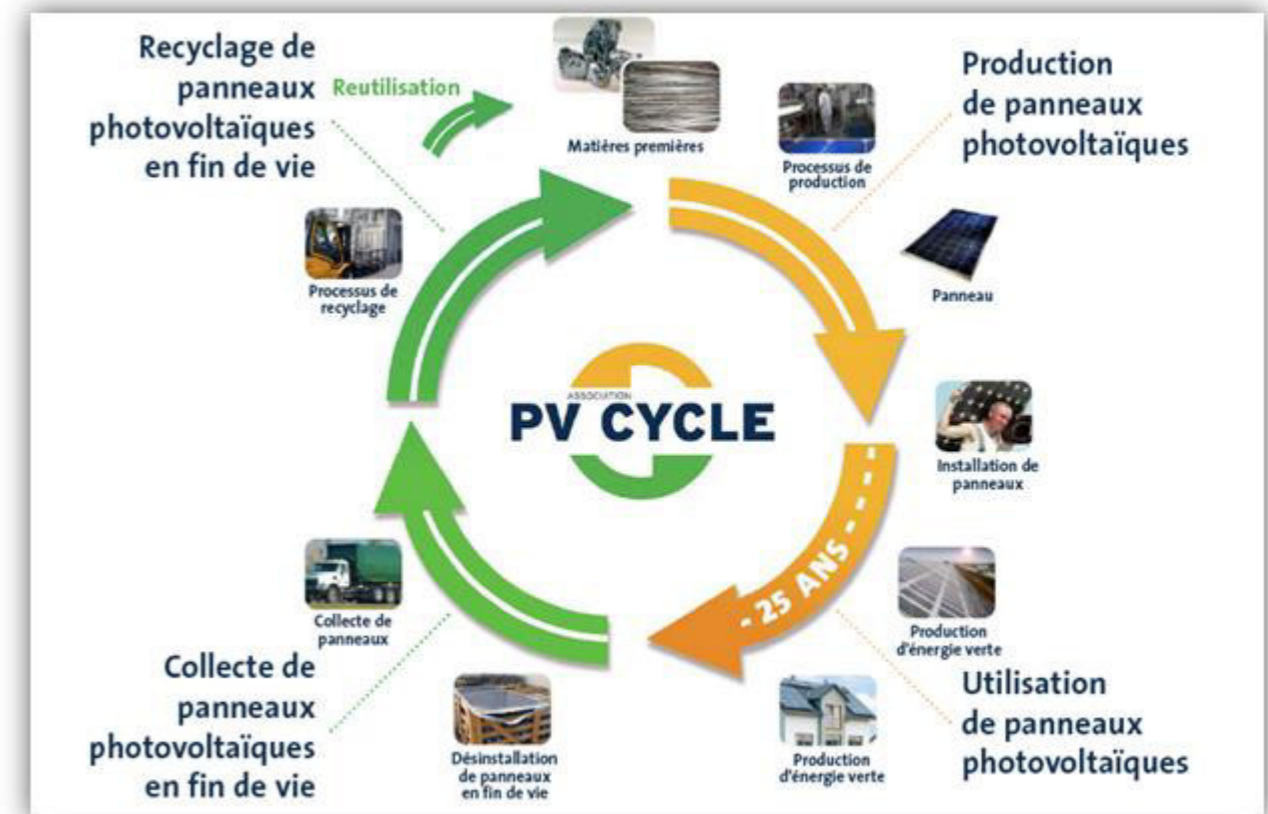 Recyclage de
panneaux
photovoltaïques
en fin de vie
Reutilisation
Matières premières
Processus de
production
Production
de panneaux
photovoltaïques
Panneau
Processus de
recyclage
ASSOCIATION
PV CYCLE
Installation de
panneaux
- 25 ANS -
Collecte de
panneaux
Production
d'énergie verte
Collecte de
panneaux
photovoltaïques
en fin de vie
Désinstallation
de panneaux
en fin de vie
Production
d'énergie verte
Utilisation
de panneaux
photovoltaïques